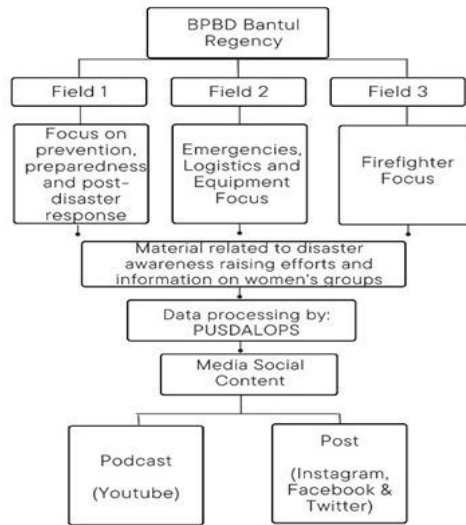 BPBD Bantul
Regency
Field 1
Field 2
Field 3
Focus on
prevention,
preparedness
and post-
disaster
response
Emergencies,
Logistics and
Equipment
Focus
Firefighter
Focus
Material related to disaster
awareness raising efforts and
information on women's groups
Data processing by:
PUSDALOPS
Media Social
Content
Podcast
(Youtube)
Post
(Instagram,
Facebook &
Twitter)